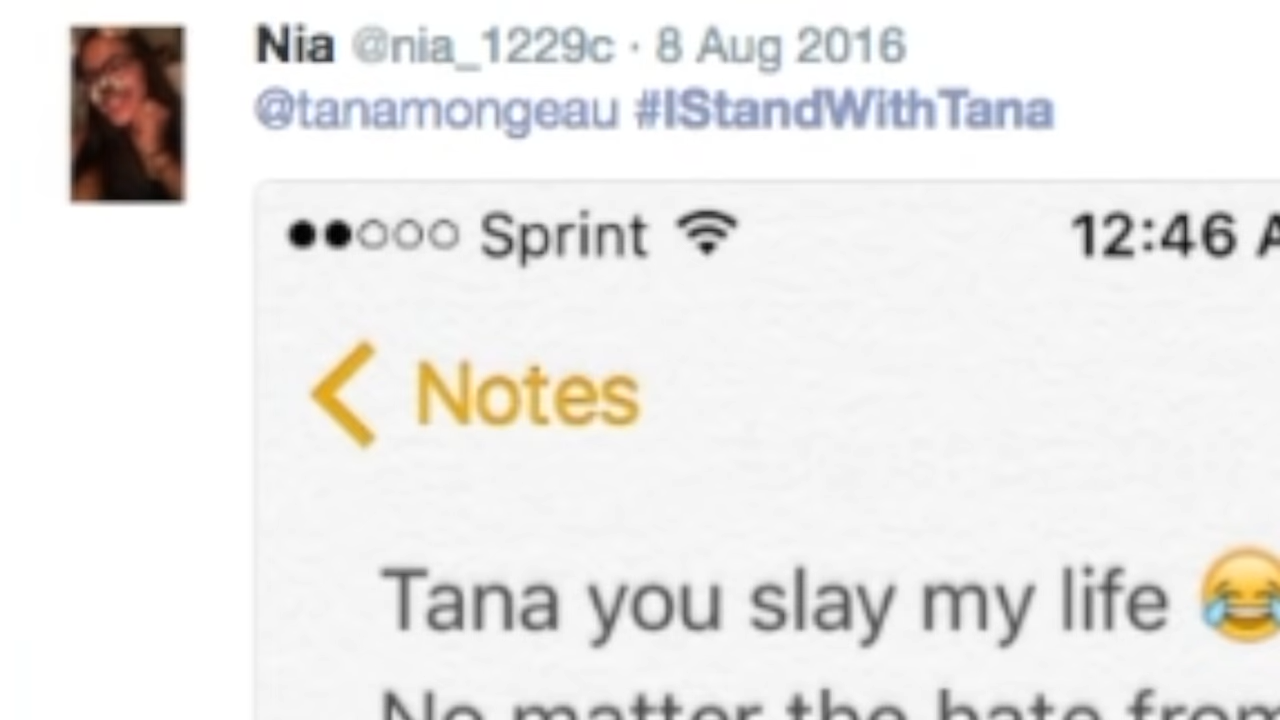 Nia @nia_1229c · 8 Aug 2016
@tanamongeau #IStandWithTana
Sprint 12:46 A
Notes
Tana you slay my life 😂
No matter the hate from